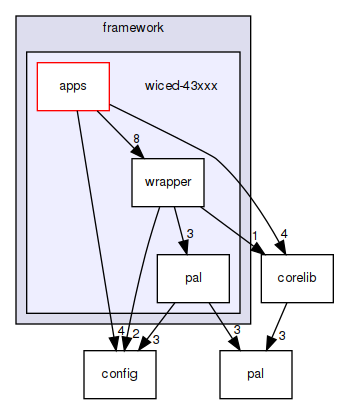 framework
apps
wiced-43xxx
8
wrapper
3
1
4
pal
corelib
4
2
3
3
3
config
pal